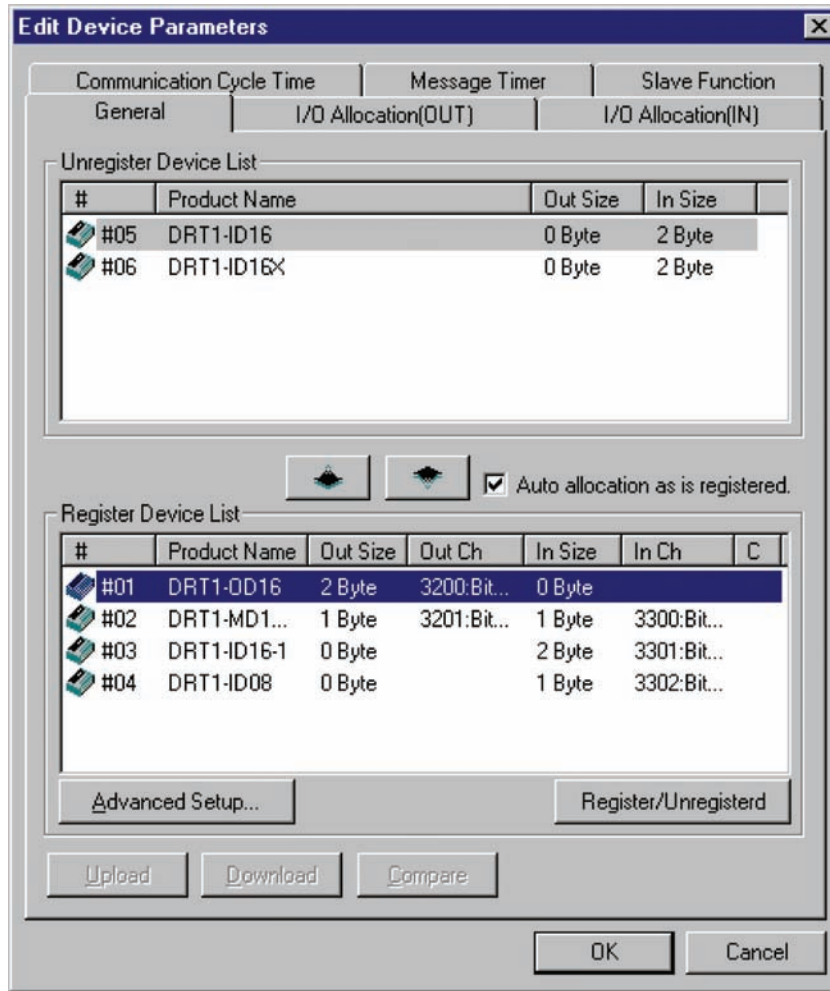 Edit Device Parameters
Communication Cycle Time Message Timer Slave Function
General I/O Allocation(OUT) I/O Allocation(IN)
Unregister Device List
# Product Name Out Size In Size
#05 DRT1-ID16 0 Byte 2 Byte
#06 DRT1-ID16X 0 Byte 2 Byte
Auto allocation as is registered.
Register Device List
# Product Name Out Size Out Ch In Size In Ch C
#01 DRT1-OD16 2 Byte 3200:Bit... 0 Byte
#02 DRT1-MD1... 1 Byte 3201:Bit... 1 Byte 3300:Bit...
#03 DRT1-ID16-1 0 Byte 2 Byte 3301:Bit...
#04 DRT1-ID08 0 Byte 1 Byte 3302:Bit...
Advanced Setup... Register/Unregisterd
Upload Download Compare
OK Cancel